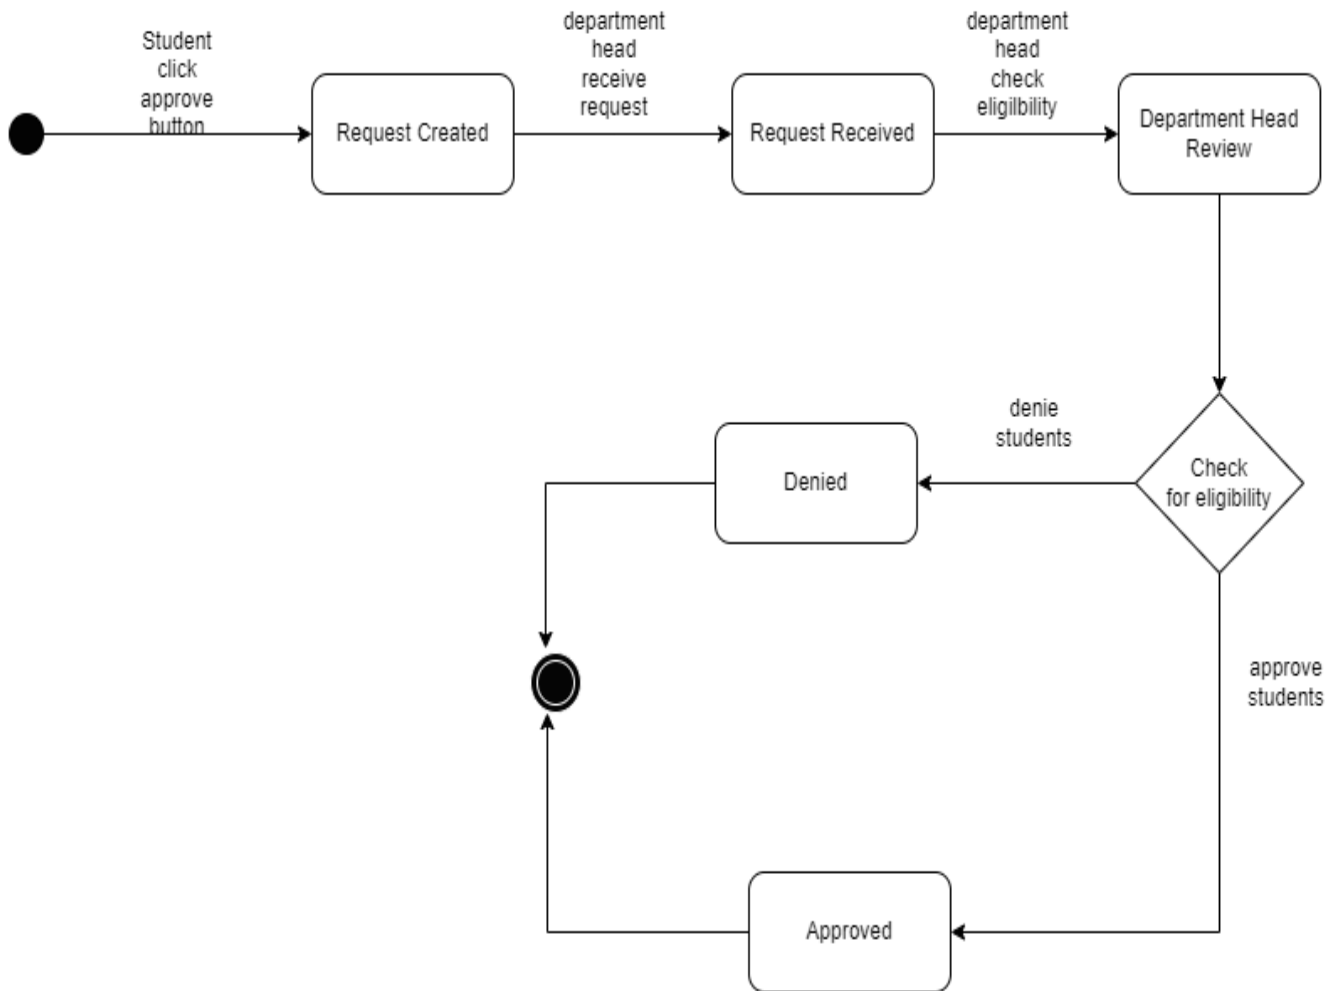 Student
click
approve
button
Request Created
department
head
receive
request
Request Received
department
head
check
eligilbility
Department Head
Review
Check
for eligibility
denie
students
Denied
approve
students
Approved